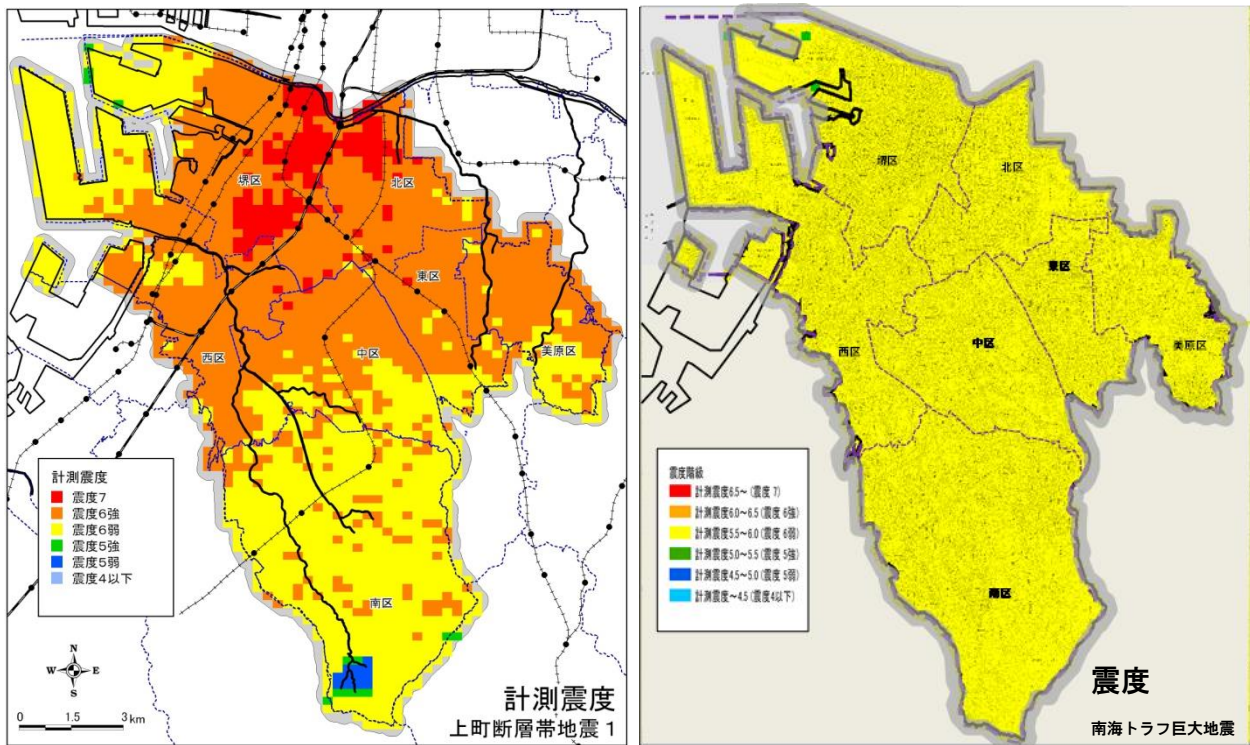 堺区
北区
東区
美原区
西区
中区
南区
計測震度
震度7
震度6強
震度6弱
震度5強
震度5弱
震度4以下
N
W E
S
0 1.5 3 km
計測震度
上町断層帯地震1
堺区
北区
東区
中区
西区
美原区
南区
震度階級
計測震度6.5~(震度 7)
計測震度6.0~6.5(震度 6強)
計測震度5.5~6.0(震度 6弱)
計測震度5.0~5.5(震度 5強)
計測震度4.5~5.0(震度 5弱)
計測震度~4.5(震度4以下)
震度
南海トラフ巨大地震